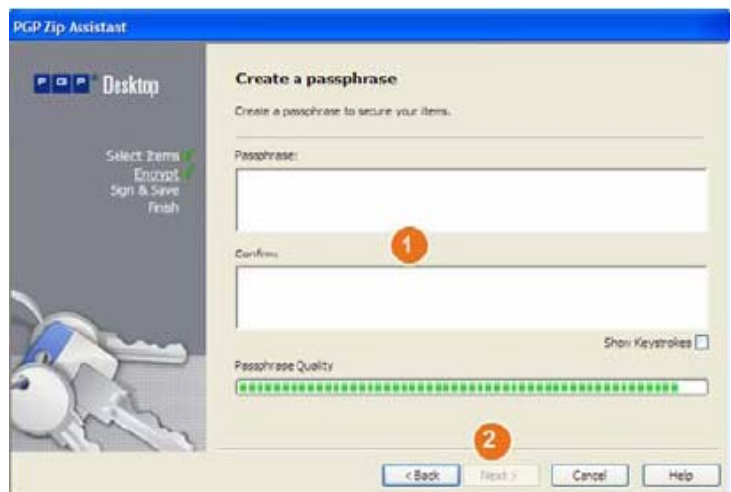 PGP Zip Assistant
PGP Desktop
Select Items
Encrypt
Sign & Save
Finish
Create a passphrase
Create a passphrase to secure your items.
Passphrase:
1
Confirm:
Show Keystrokes
Passphrase Quality
2
< Back
Next >
Cancel
Help